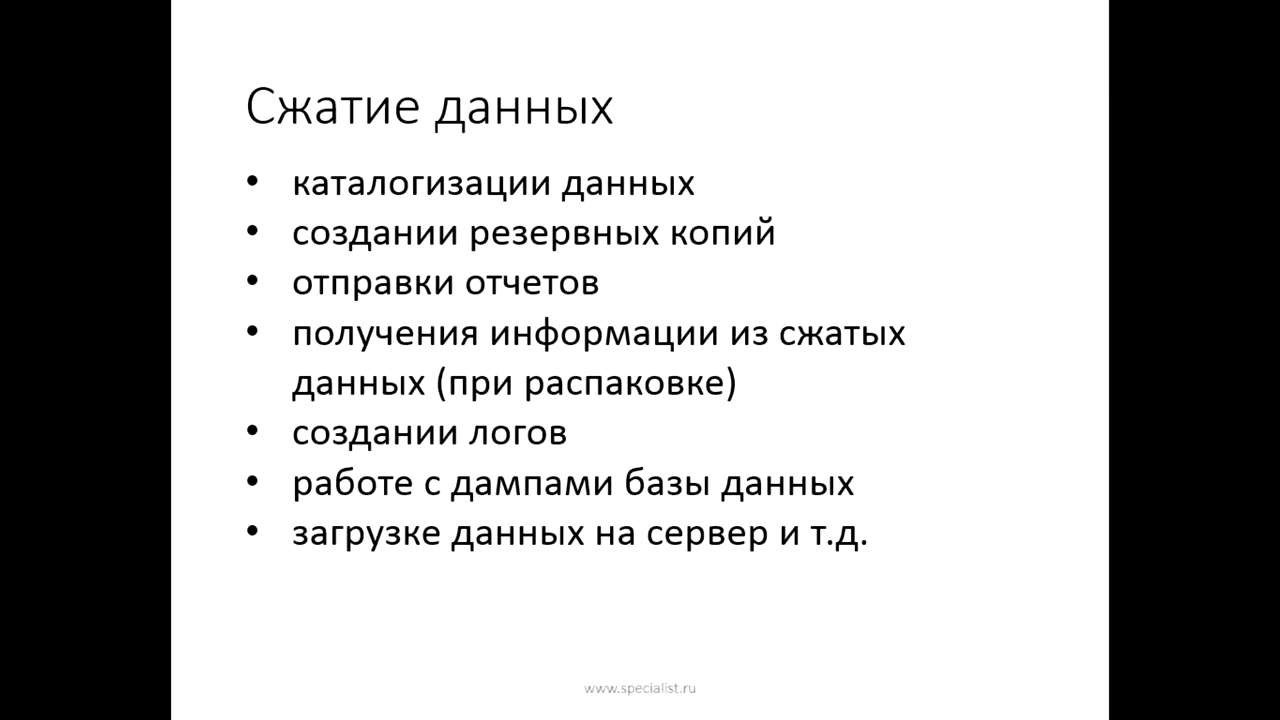 Сжатие данных
• каталогизации данных
• создании резервных копий
• отправки отчетов
• получения информации из сжатых
данных (при распаковке)
• создании логов
• работе с дампами базы данных
• загрузке данных на сервер и т.д.
www.specialist.ru